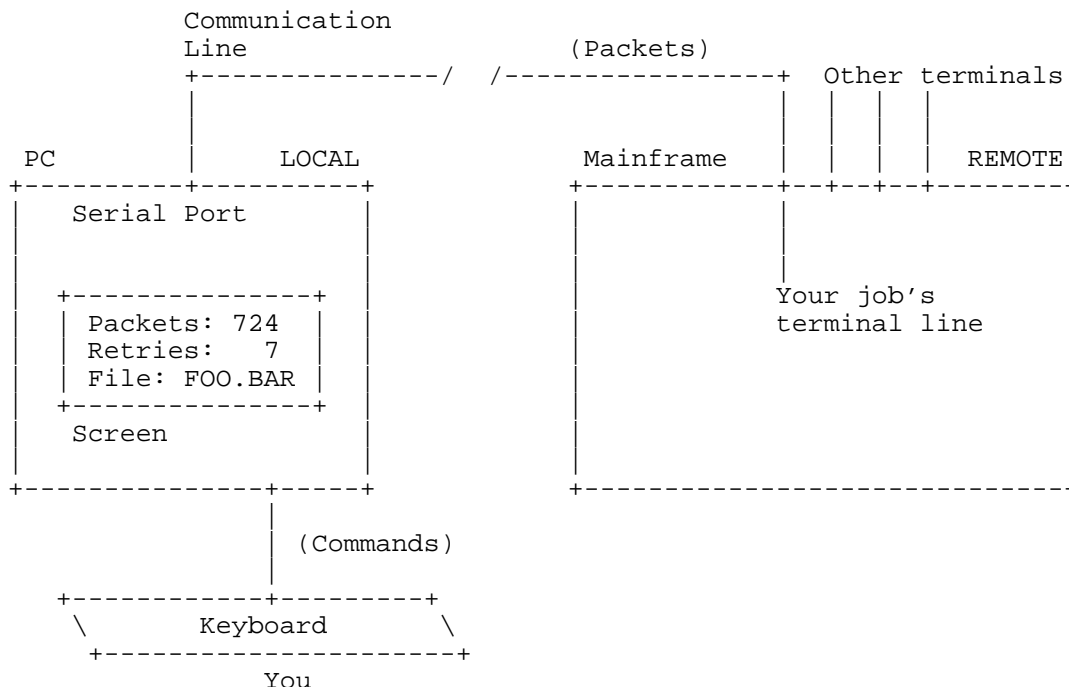 Communication
Line (Packets)
Other terminals
PC LOCAL Mainframe REMOTE
Serial Port
Your job's
terminal line
Packets: 724
Retries: 7
File: FOO.BAR
Screen
(Commands)
Keyboard
You